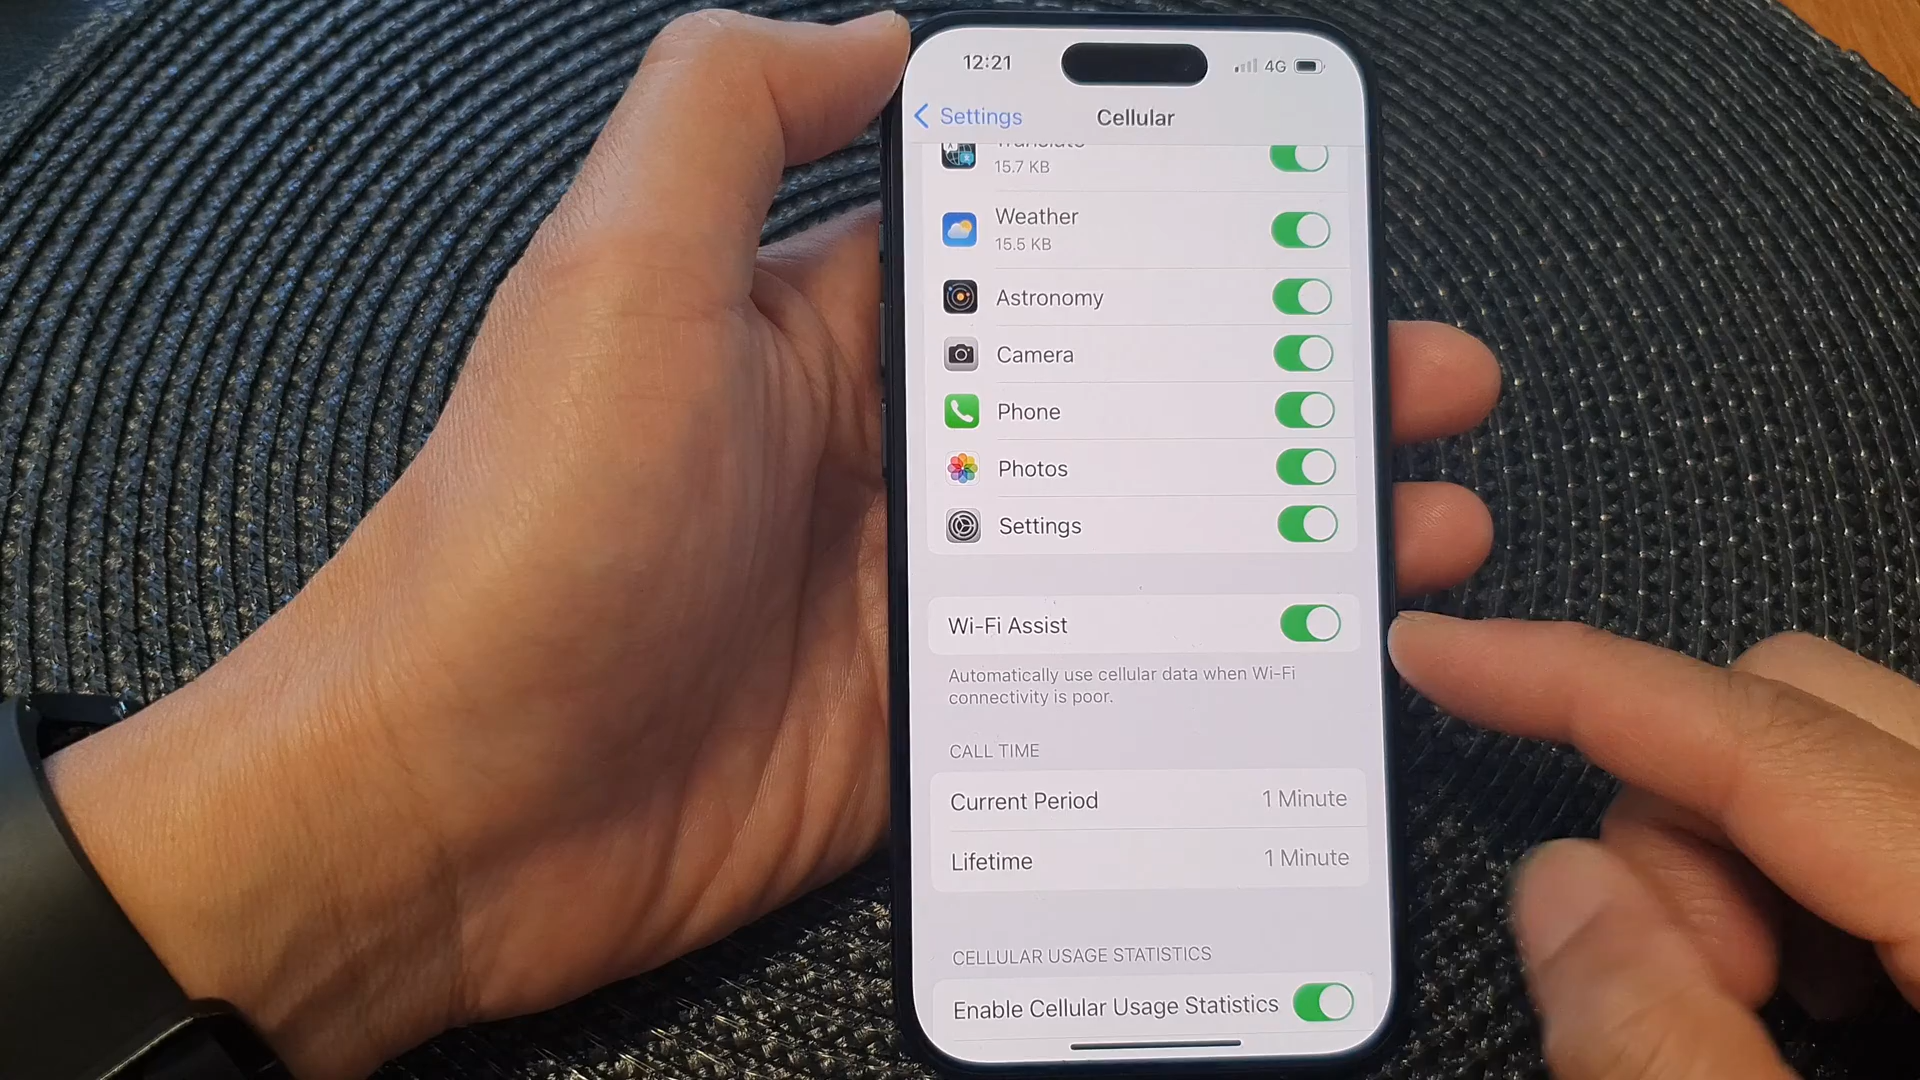 12:21
4G
Settings
Cellular
Translate
15.7 KB
Weather
15.5 KB
Astronomy
Camera
Phone
Photos
Settings
Wi-Fi Assist
Automatically use cellular data when Wi-Fi
connectivity is poor.
CALL TIME
Current Period 1 Minute
Lifetime 1 Minute
CELLULAR USAGE STATISTICS
Enable Cellular Usage Statistics